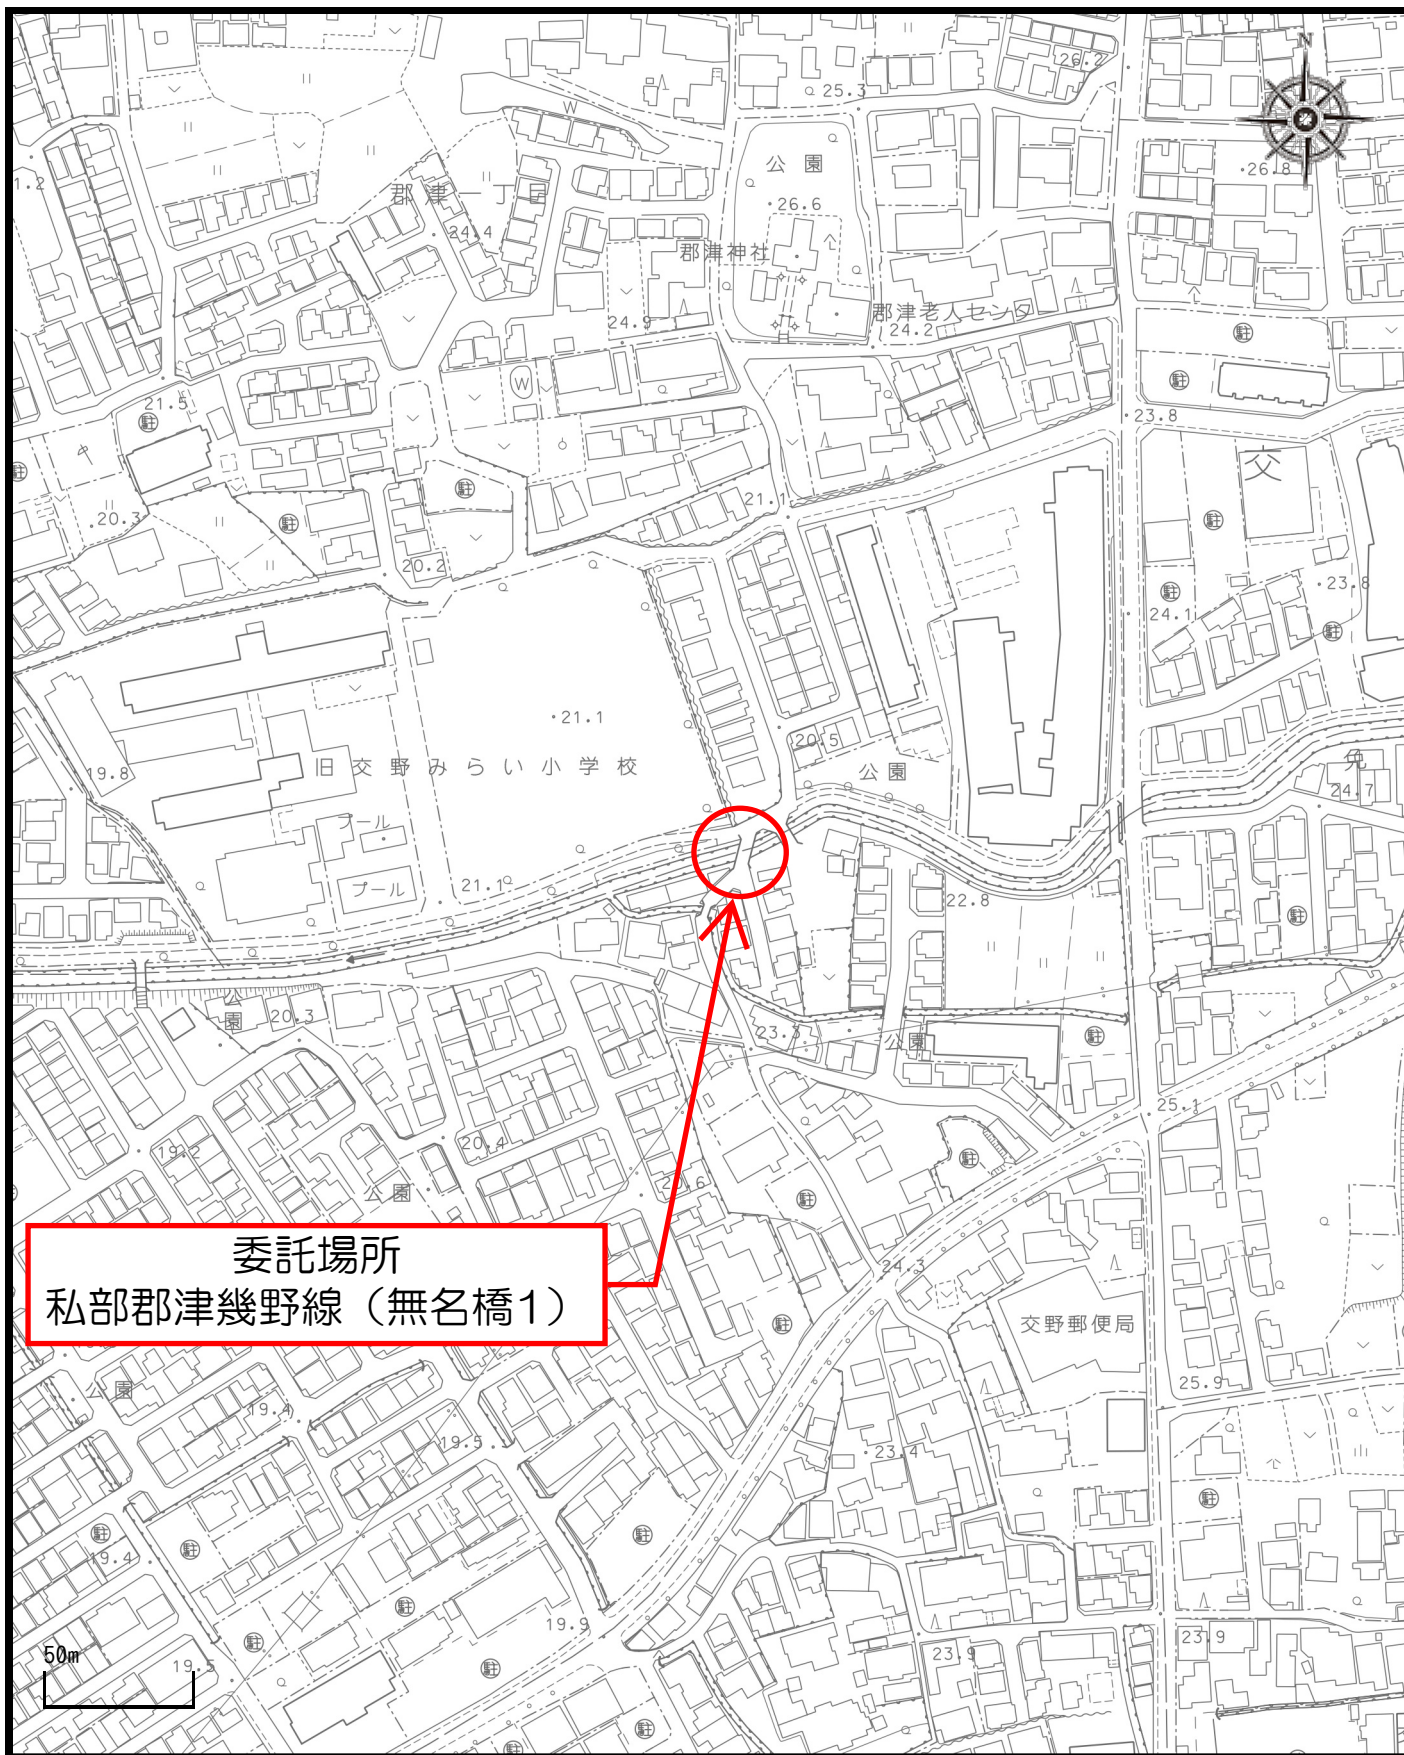 N
25.3
26.2
公園
26.8
26.6
郡津一丁目
24.4
郡津神社
郡津老人センター
24.9
24.2
W
W
21.5
23.8
交
20.3
21.1
20.2
23.8
24.1
21.1
20.5
旧交野みらい小学校
公園
19.8
免
24.7
プール
プール
21.1
22.8
公園
20.3
23.3
公園
25.1
20.4
19.2
公園
委託場所
私部郡津幾野線（無名橋1）
24.3
交野郵便局
公園
25.9
19.4
19.5
23.4
19.4
19.9
50m
19.5
23.9
23.9